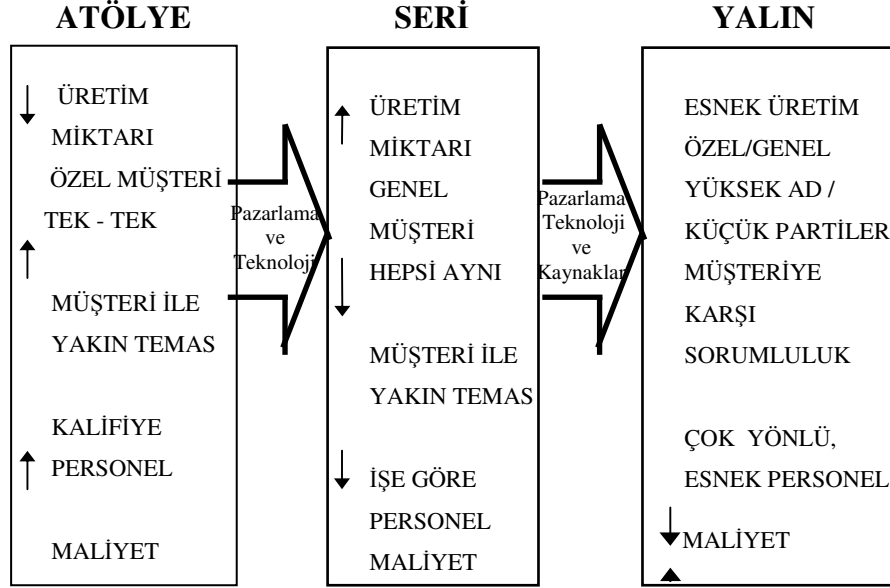 ATÖLYE
ÜRETİM
MİKTARI
ÖZEL MÜŞTERİ
TEK - TEK
MÜŞTERİ İLE
YAKIN TEMAS
KALİFİYE
PERSONEL
MALİYET
Pazarlama
ve
Teknoloji
SERİ
ÜRETİM
MİKTARI
GENEL
MÜŞTERİ
HEPSİ AYNI
MÜŞTERİ İLE
YAKIN TEMAS
İŞE GÖRE
PERSONEL
MALİYET
Pazarlama
Teknoloji
ve
Kaynaklar
YALIN
ESNEK ÜRETİM
ÖZEL/GENEL
YÜKSEK AD /
KÜÇÜK PARTİLER
MÜŞTERİYE
KARŞI
SORUMLULUK
ÇOK YÖNLÜ,
ESNEK PERSONEL
MALİYET